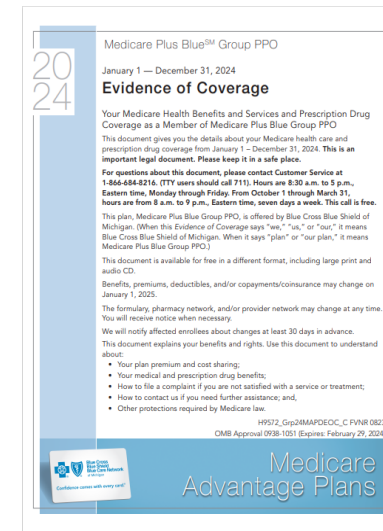 Medicare Plus Blue℠ Group PPO
20
24
January 1 — December 31, 2024
Evidence of Coverage
Your Medicare Health Benefits and Services and Prescription Drug
Coverage as a Member of Medicare Plus Blue Group PPO
This document gives you the details about your Medicare health care and
prescription drug coverage from January 1 – December 31, 2024. This is an
important legal document. Please keep it in a safe place.
For questions about this document, please contact Customer Service at
1-866-684-8216. (TTY users should call 711). Hours are 8:30 a.m. to 5 p.m.,
Eastern time, Monday through Friday. From October 1 through March 31,
hours are from 8 a.m. to 9 p.m., Eastern time, seven days a week. This call is free.
This plan, Medicare Plus Blue Group PPO, is offered by Blue Cross Blue Shield of
Michigan. (When this Evidence of Coverage says "we," "us," or "our," it means
Blue Cross Blue Shield of Michigan. When it says "plan" or "our plan," it means
Medicare Plus Blue Group PPO.)
This document is available for free in a different format, including large print and
audio CD.
Benefits, premiums, deductibles, and/or copayments/coinsurance may change on
January 1, 2025.
The formulary, pharmacy network, and/or provider network may change at any time.
You will receive notice when necessary.
We will notify affected enrollees about changes at least 30 days in advance.
This document explains your benefits and rights. Use this document to understand
about:
• Your plan premium and cost sharing;
• Your medical and prescription drug benefits;
• How to file a complaint if you are not satisfied with a service or treatment;
• How to contact us if you need further assistance; and,
• Other protections required by Medicare law.
H9572_Grp24MAPDEOC_C FVNR 0823
OMB Approval 0938-1051 (Expires: February 29, 2024
Blue Cross
Blue Shield
Blue Care Network
of Michigan
Confidence comes with every card.®
Medicare
Advantage Plans